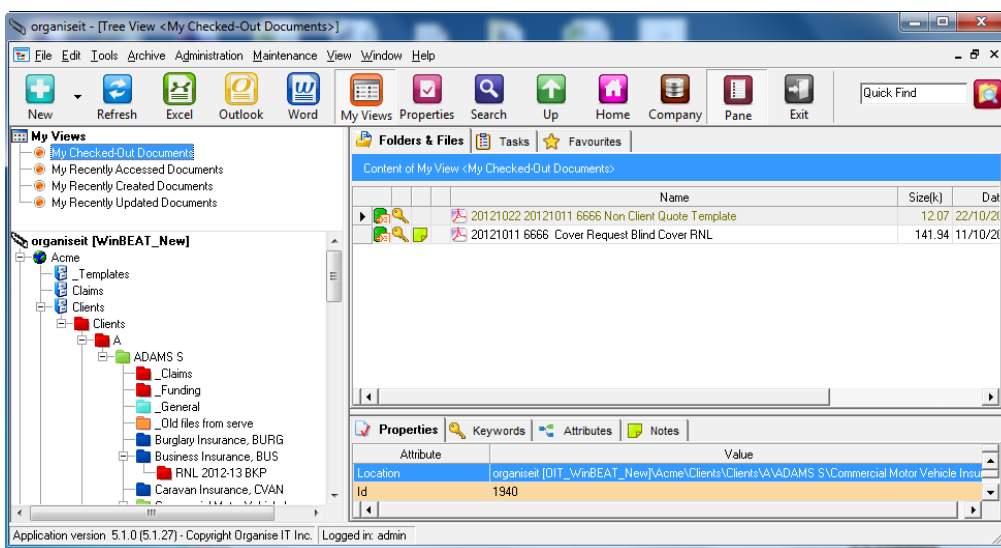 organiseit - [Tree View <My Checked-Out Documents>]
File Edit Tools Archive Administration Maintenance View Window Help
New Refresh Excel Outlook Word My Views Properties Search Up Home Company Pane Exit Quick Find
My Views
My Checked-Out Documents
My Recently Accessed Documents
My Recently Created Documents
My Recently Updated Documents
organiseit [WinBEAT_New]
Acme
_Templates
Claims
Clients
Clients
A
ADAMS S
_Claims
_Funding
_General
_Old files from serve
Burglary Insurance, BURG
Business Insurance, BUS
RNL 2012-13 BKP
Caravan Insurance, CVAN
Folders & Files Tasks Favourites
Content of My View <My Checked-Out Documents>
Name Size(k) Dat
20121022 20121011 6666 Non Client Quote Template 12.07 22/10/20
20121011 6666 Cover Request Blind Cover RNL 141.94 11/10/20
Properties Keywords Attributes Notes
Attribute Value
Location organiseit [OIT_WinBEAT_New]\Acme\Clients\Clients\A\ADAMS S\Commercial Motor Vehicle Insu
Id 1940
Application version 5.1.0 (5.1.27) - Copyright Organise IT Inc. Logged in: admin